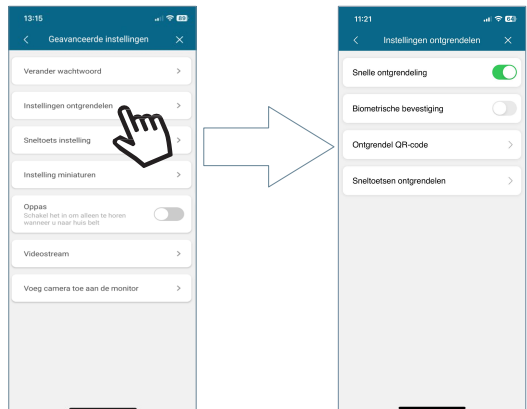 13:15
89
Geavanceerde instellingen
Verander wachtwoord
Instellingen ontgrendelen
Sneltoets instelling
Instelling miniaturen
Oppas
Schakel het in om alleen te horen
wanneer u naar huis belt
Videostream
Voeg camera toe aan de monitor
11:21
64
Instellingen ontgrendelen
Snelle ontgrendeling
Biometrische bevestiging
Ontgrendel QR-code
Sneltoetsen ontgrendelen